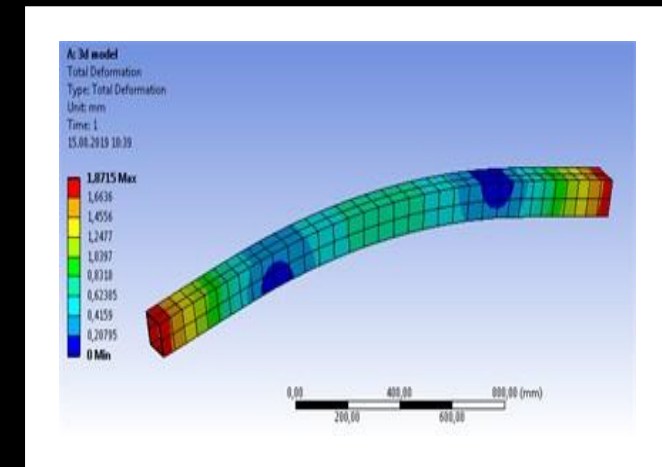 A: 3d model
Total Deformation
Type: Total Deformation
Unit: mm
Time: 1
15.08.2019 10:39
1,8715 Max
1,6636
1,4556
1,2477
1,0397
0,8318
0,62385
0,4159
0,20795
0 Min
0,00 400,00 800,00 (mm)
200,00 600,00